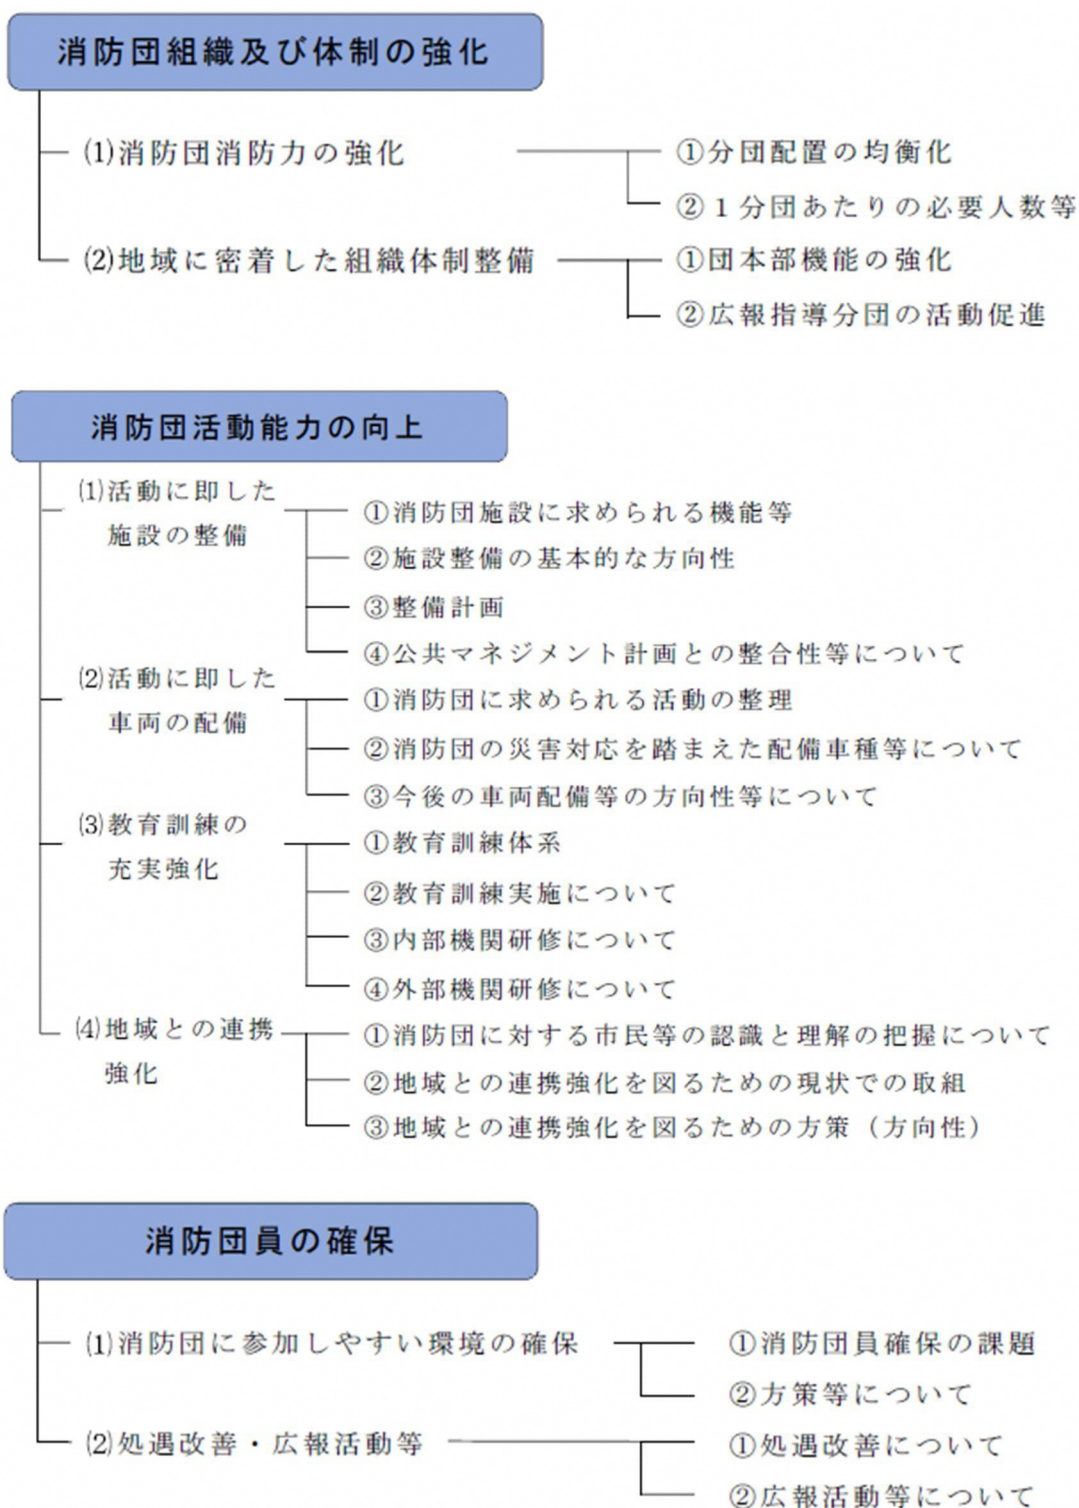 消防団組織及び体制の強化
⑴消防団消防力の強化
①分団配置の均衡化
②１分団あたりの必要人数等
⑵地域に密着した組織体制整備
①団本部機能の強化
②広報指導分団の活動促進
消防団活動能力の向上
⑴活動に即した
施設の整備
①消防団施設に求められる機能等
②施設整備の基本的な方向性
③整備計画
④公共マネジメント計画との整合性等について
⑵活動に即した
車両の配備
①消防団に求められる活動の整理
②消防団の災害対応を踏まえた配備車種等について
③今後の車両配備等の方向性等について
⑶教育訓練の
充実強化
①教育訓練体系
②教育訓練実施について
③内部機関研修について
④外部機関研修について
⑷地域との連携
強化
①消防団に対する市民等の認識と理解の把握について
②地域との連携強化を図るための現状での取組
③地域との連携強化を図るための方策（方向性）
消防団員の確保
⑴消防団に参加しやすい環境の確保
①消防団員確保の課題
②方策等について
⑵処遇改善・広報活動等
①処遇改善について
②広報活動等について